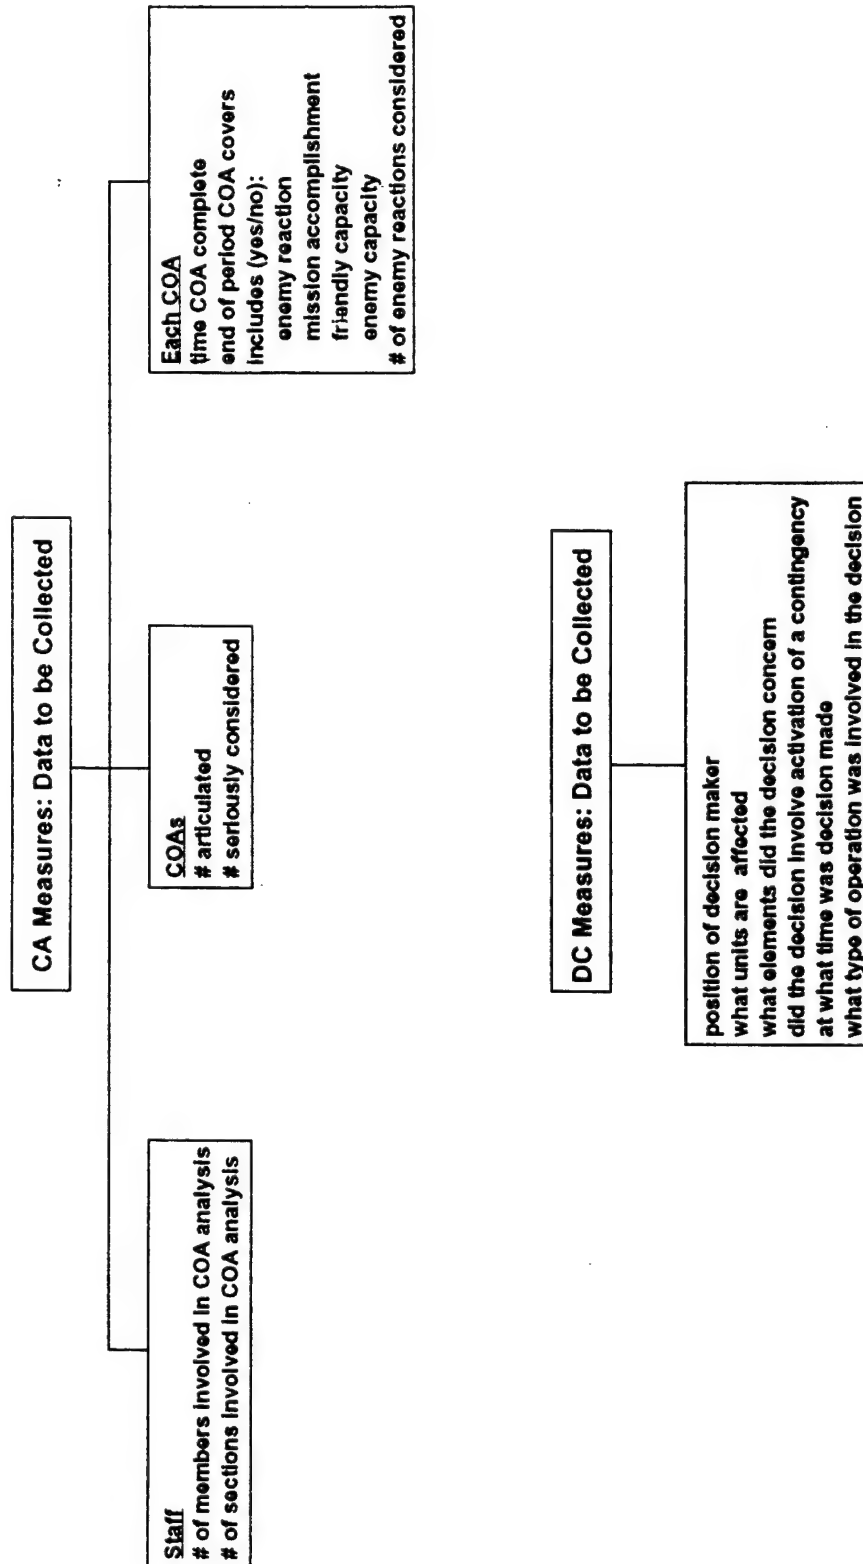 CA Measures: Data to be Collected
Staff
# of members involved in COA analysis
# of sections involved in COA analysis
COAs
# articulated
# seriously considered
Each COA
time COA complete
end of period COA covers
includes (yes/no):
enemy reaction
mission accomplishment
friendly capacity
enemy capacity
# of enemy reactions considered
DC Measures: Data to be Collected
position of decision maker
what units are affected
what elements did the decision concern
did the decision involve activation of a contingency
at what time was decision made
what type of operation was involved in the decision